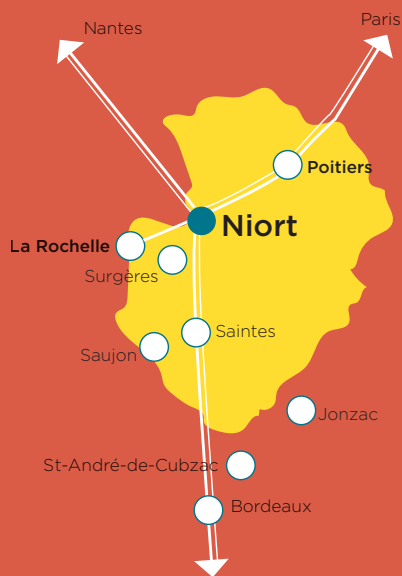 Paris
Nantes
Poitiers
Niort
La Rochelle
Surgères
Saintes
Saujon
Jonzac
St-André-de-Cubzac
Bordeaux